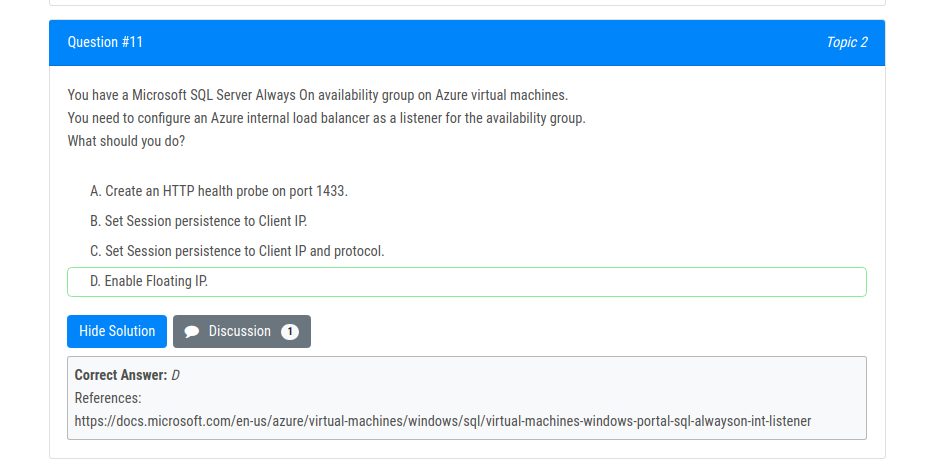 Question #11
Topic 2
You have a Microsoft SQL Server Always On availability group on Azure virtual machines.
You need to configure an Azure internal load balancer as a listener for the availability group.
What should you do?
A. Create an HTTP health probe on port 1433.
B. Set Session persistence to Client IP.
C. Set Session persistence to Client IP and protocol.
D. Enable Floating IP.
Hide Solution
Discussion 1
Correct Answer: D
References:
https://docs.microsoft.com/en-us/azure/virtual-machines/windows/sql/virtual-machines-windows-portal-sql-alwayson-int-listener